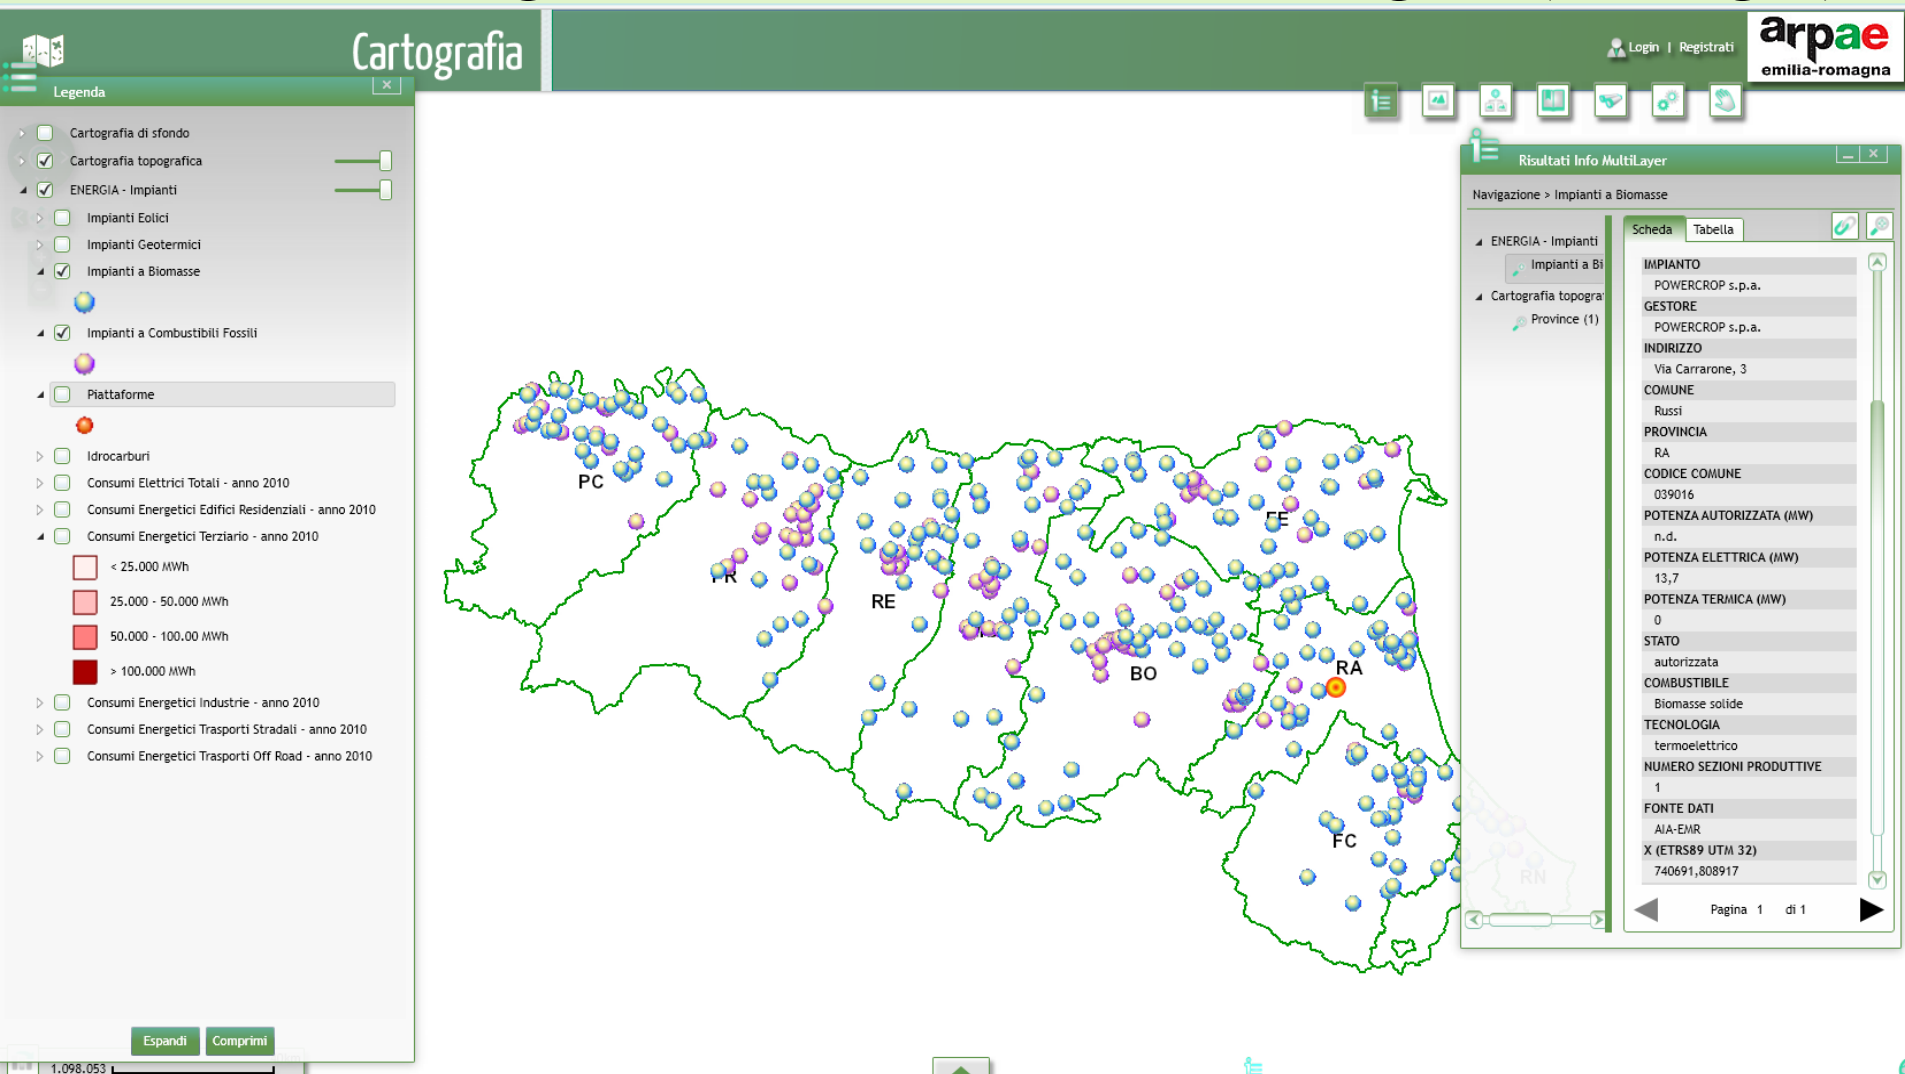 Cartografia
Login | Registrati
arpae
emilia-romagna
Legenda
Cartografia di sfondo
Cartografia topografica
ENERGIA - Impianti
Impianti Eolici
Impianti Geotermici
Impianti a Biomasse
Impianti a Combustibili Fossili
Piattaforme
Idrocarburi
Consumi Elettrici Totali - anno 2010
Consumi Energetici Edifici Residenziali - anno 2010
Consumi Energetici Terziario - anno 2010
< 25.000 MWh
25.000 - 50.000 MWh
50.000 - 100.00 MWh
> 100.000 MWh
Consumi Energetici Industrie - anno 2010
Consumi Energetici Trasporti Stradali - anno 2010
Consumi Energetici Trasporti Off Road - anno 2010
Espandi
Comprimi
1.098.053
PC
PR
RE
BO
FE
RA
FC
RN
Risultati Info MultiLayer
Navigazione > Impianti a Biomasse
ENERGIA - Impianti
Impianti a Bi
Cartografia topogra
Province (1)
Scheda
Tabella
IMPIANTO
POWERCROP s.p.a.
GESTORE
POWERCROP s.p.a.
INDIRIZZO
Via Carrarone, 3
COMUNE
Russi
PROVINCIA
RA
CODICE COMUNE
039016
POTENZA AUTORIZZATA (MW)
n.d.
POTENZA ELETTRICA (MW)
13,7
POTENZA TERMICA (MW)
0
STATO
autorizzata
COMBUSTIBILE
Biomasse solide
TECNOLOGIA
termoelettrico
NUMERO SEZIONI PRODUTTIVE
1
FONTE DATI
AIA-EMR
X (ETRS89 UTM 32)
740691,808917
Pagina 1 di 1